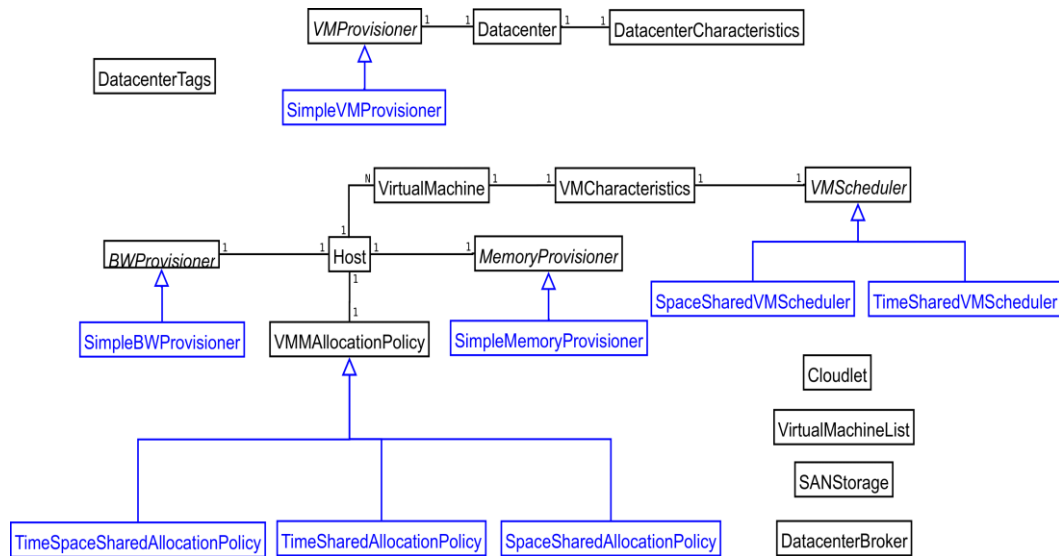 VMProvisioner 1 1 Datacenter 1 1 DatacenterCharacteristics
DatacenterTags
SimpleVMProvisioner
N VirtualMachine 1 1 VMCharacteristics 1 1 VMScheduler
1
BWProvisioner 1 1 Host 1 1 MemoryProvisioner
1
SpaceSharedVMScheduler TimeSharedVMScheduler
1
SimpleBWProvisioner VMMAllocationPolicy SimpleMemoryProvisioner
Cloudlet
VirtualMachineList
SANStorage
TimeSpaceSharedAllocationPolicy TimeSharedAllocationPolicy SpaceSharedAllocationPolicy DatacenterBroker